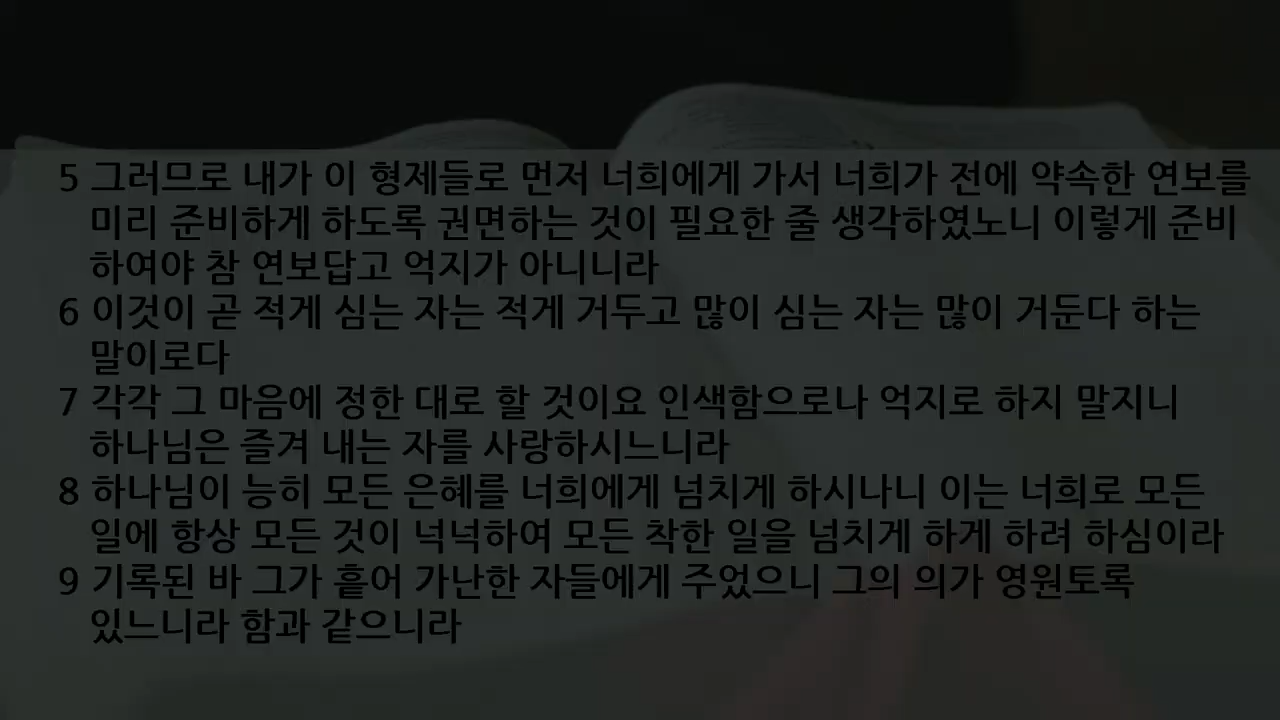 5 그러므로 내가 이 형제들로 먼저 너희에게 가서 너희가 전에 약속한 연보를
미리 준비하게 하도록 권면하는 것이 필요한 줄 생각하였노니 이렇게 준비
하여야 참 연보답고 억지가 아니니라
6 이것이 곧 적게 심는 자는 적게 거두고 많이 심는 자는 많이 거둔다 하는
말이로다
7 각각 그 마음에 정한 대로 할 것이요 인색함으로나 억지로 하지 말지니
하나님은 즐겨 내는 자를 사랑하시느니라
8 하나님이 능히 모든 은혜를 너희에게 넘치게 하시나니 이는 너희로 모든
일에 항상 모든 것이 넉넉하여 모든 착한 일을 넘치게 하게 하려 하심이라
9 기록된 바 그가 흩어 가난한 자들에게 주었으니 그의 의가 영원토록
있느니라 함과 같으니라